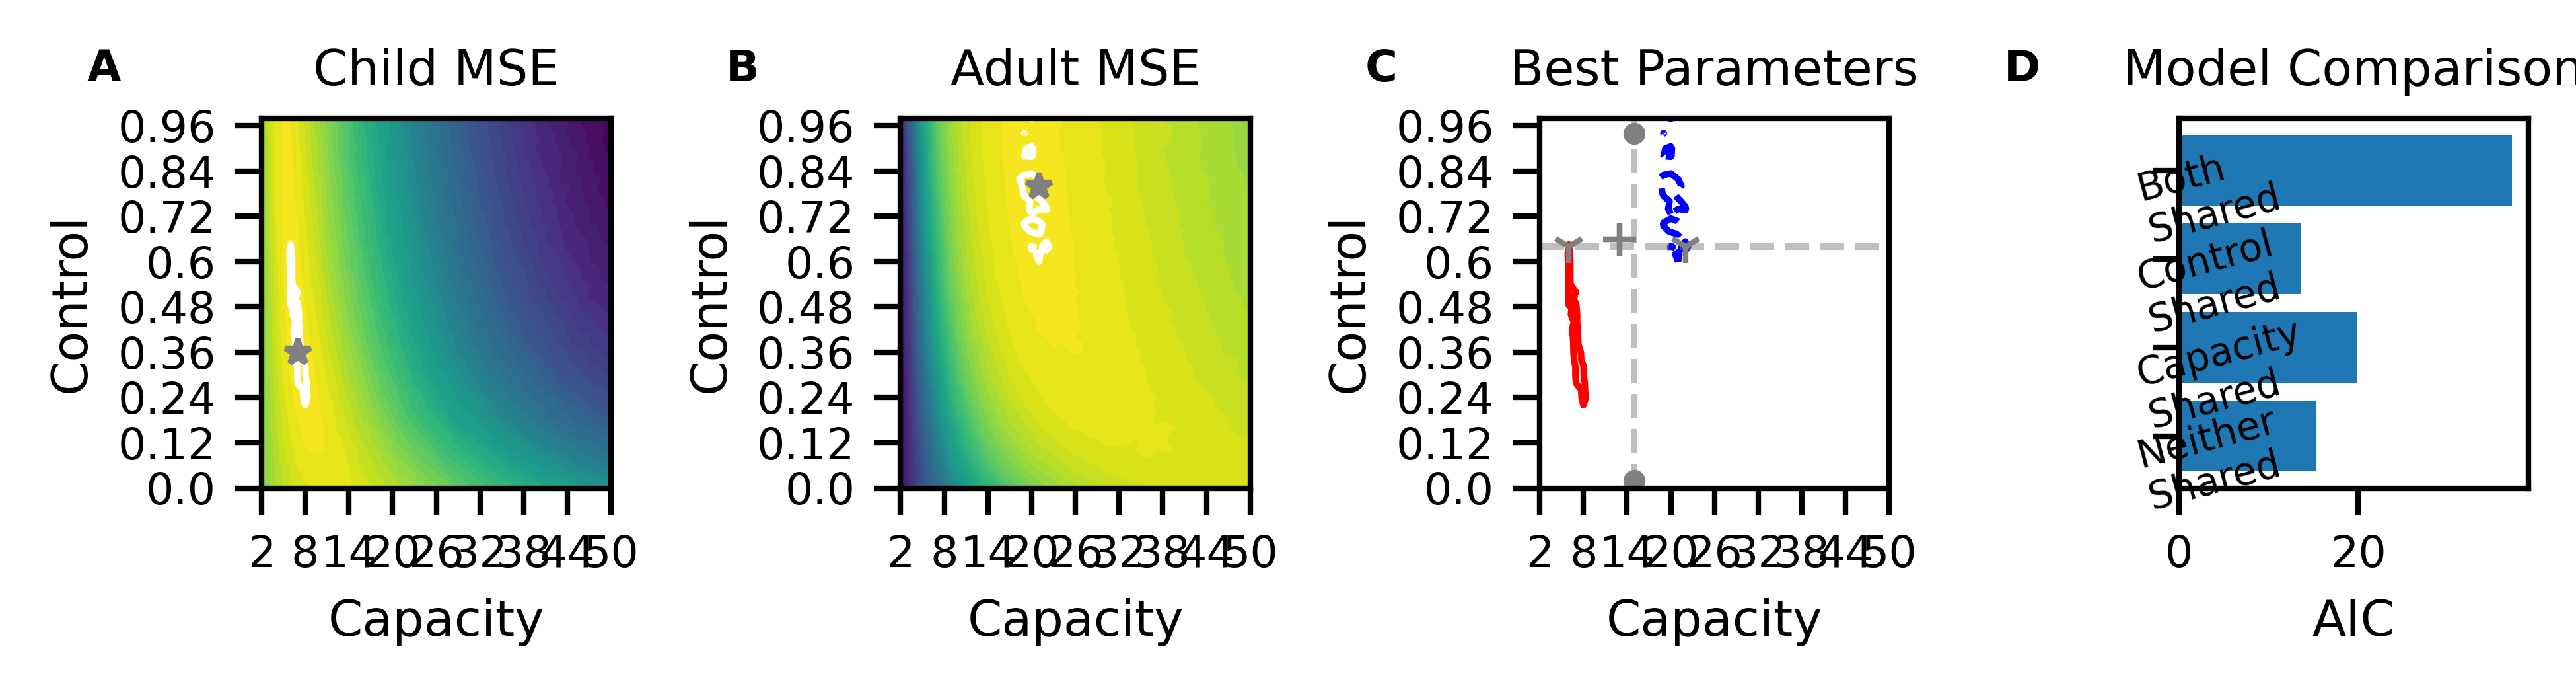 A Child MSE
0.96
0.84
0.72
0.6
0.48
0.36
0.24
0.12
0.0
Control
2 8 14 20 26 32 38 44 50
Capacity
B Adult MSE
0.96
0.84
0.72
0.6
0.48
0.36
0.24
0.12
0.0
Control
2 8 14 20 26 32 38 44 50
Capacity
C Best Parameters
0.96
0.84
0.72
0.6
0.48
0.36
0.24
0.12
0.0
Control
2 8 14 20 26 32 38 44 50
Capacity
D Model Comparison
Both
Shared
Control
Shared
Capacity
Shared
Neither
Shared
0 20
AIC